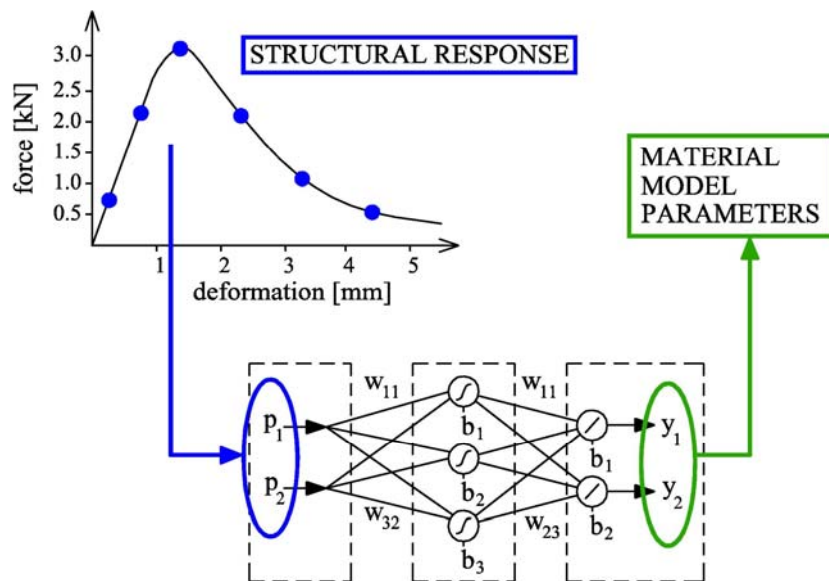 STRUCTURAL RESPONSE
force [kN]
3.0
2.5
2.0
1.5
1.0
0.5
1 2 3 4 5
deformation [mm]
MATERIAL
MODEL
PARAMETERS
w11 w11
p1 b1 y1
b1
p2 b2 y2
w32 w23 b2
b3